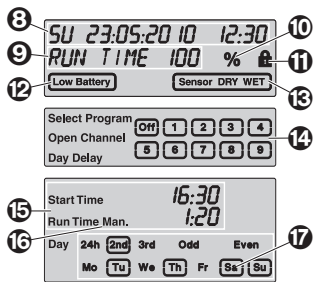 8 SU 23:05:20 10 12:30 10
9 RUN TIME 100 % 11
12 Low Battery Sensor DRY WET 13
Select Program Off 1 2 3 4
Open Channel 14
Day Delay 5 6 7 8 9
15 Start Time 16:30
16 Run Time Man. 1:20
Day 24h 2nd 3rd Odd Even 17
Mo Tu We Th Fr Sa Su